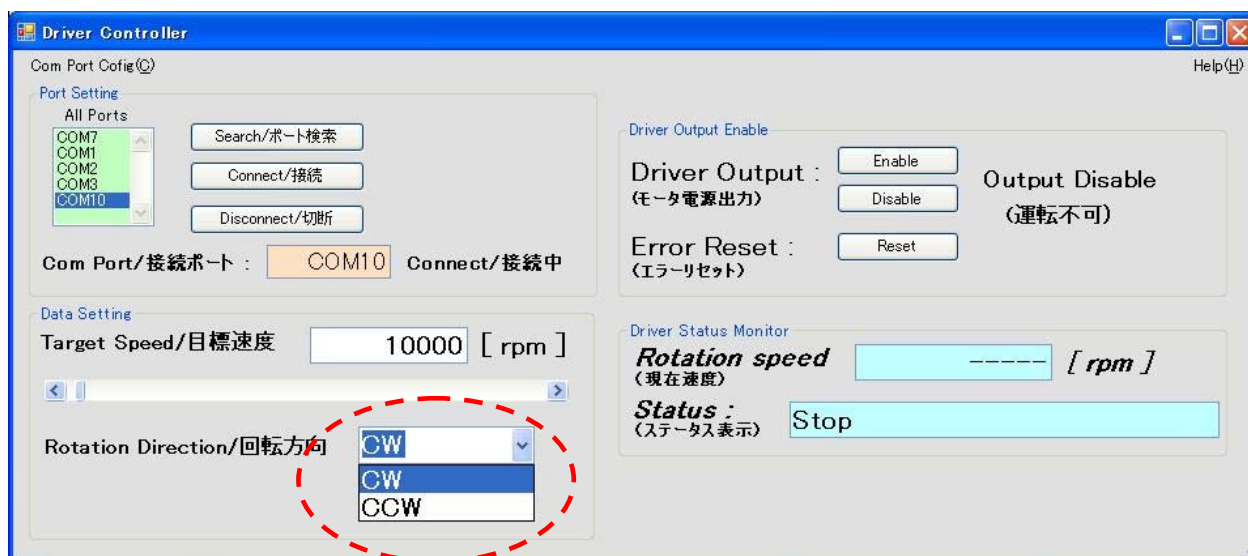 Driver Controller
Com Port Cofig(C)
Help(H)
Port Setting
All Ports
COM7
COM1
COM2
COM3
COM10
Search/ポート検索
Connect/接続
Disconnect/切断
Com Port/接続ポート : COM10 Connect/接続中
Data Setting
Target Speed/目標速度 10000 [ rpm ]
Rotation Direction/回転方向 CW
CW
CCW
Driver Output Enable
Driver Output : Enable
(モータ電源出力) Disable
Output Disable
(運転不可)
Error Reset : Reset
(エラーリセット)
Driver Status Monitor
Rotation speed ----- [ rpm ]
(現在速度)
Status : Stop
(ステータス表示)